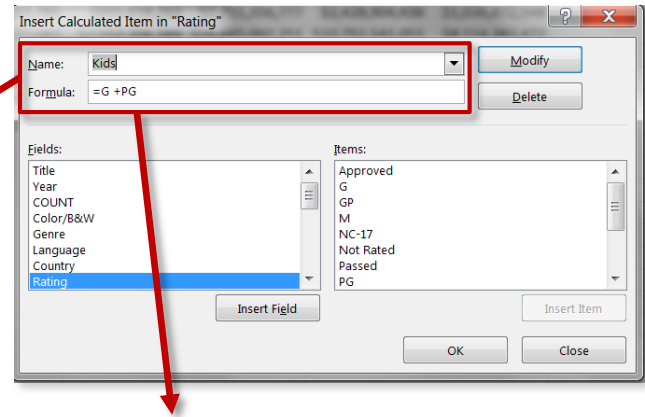 Insert Calculated Item in "Rating"
Name: Kids Modify
Formula: =G +PG Delete
Fields: Items:
Title Approved
Year G
COUNT GP
Color/B&W M
Genre NC-17
Language Not Rated
Country Passed
Rating PG
Insert Field Insert Item
OK Close